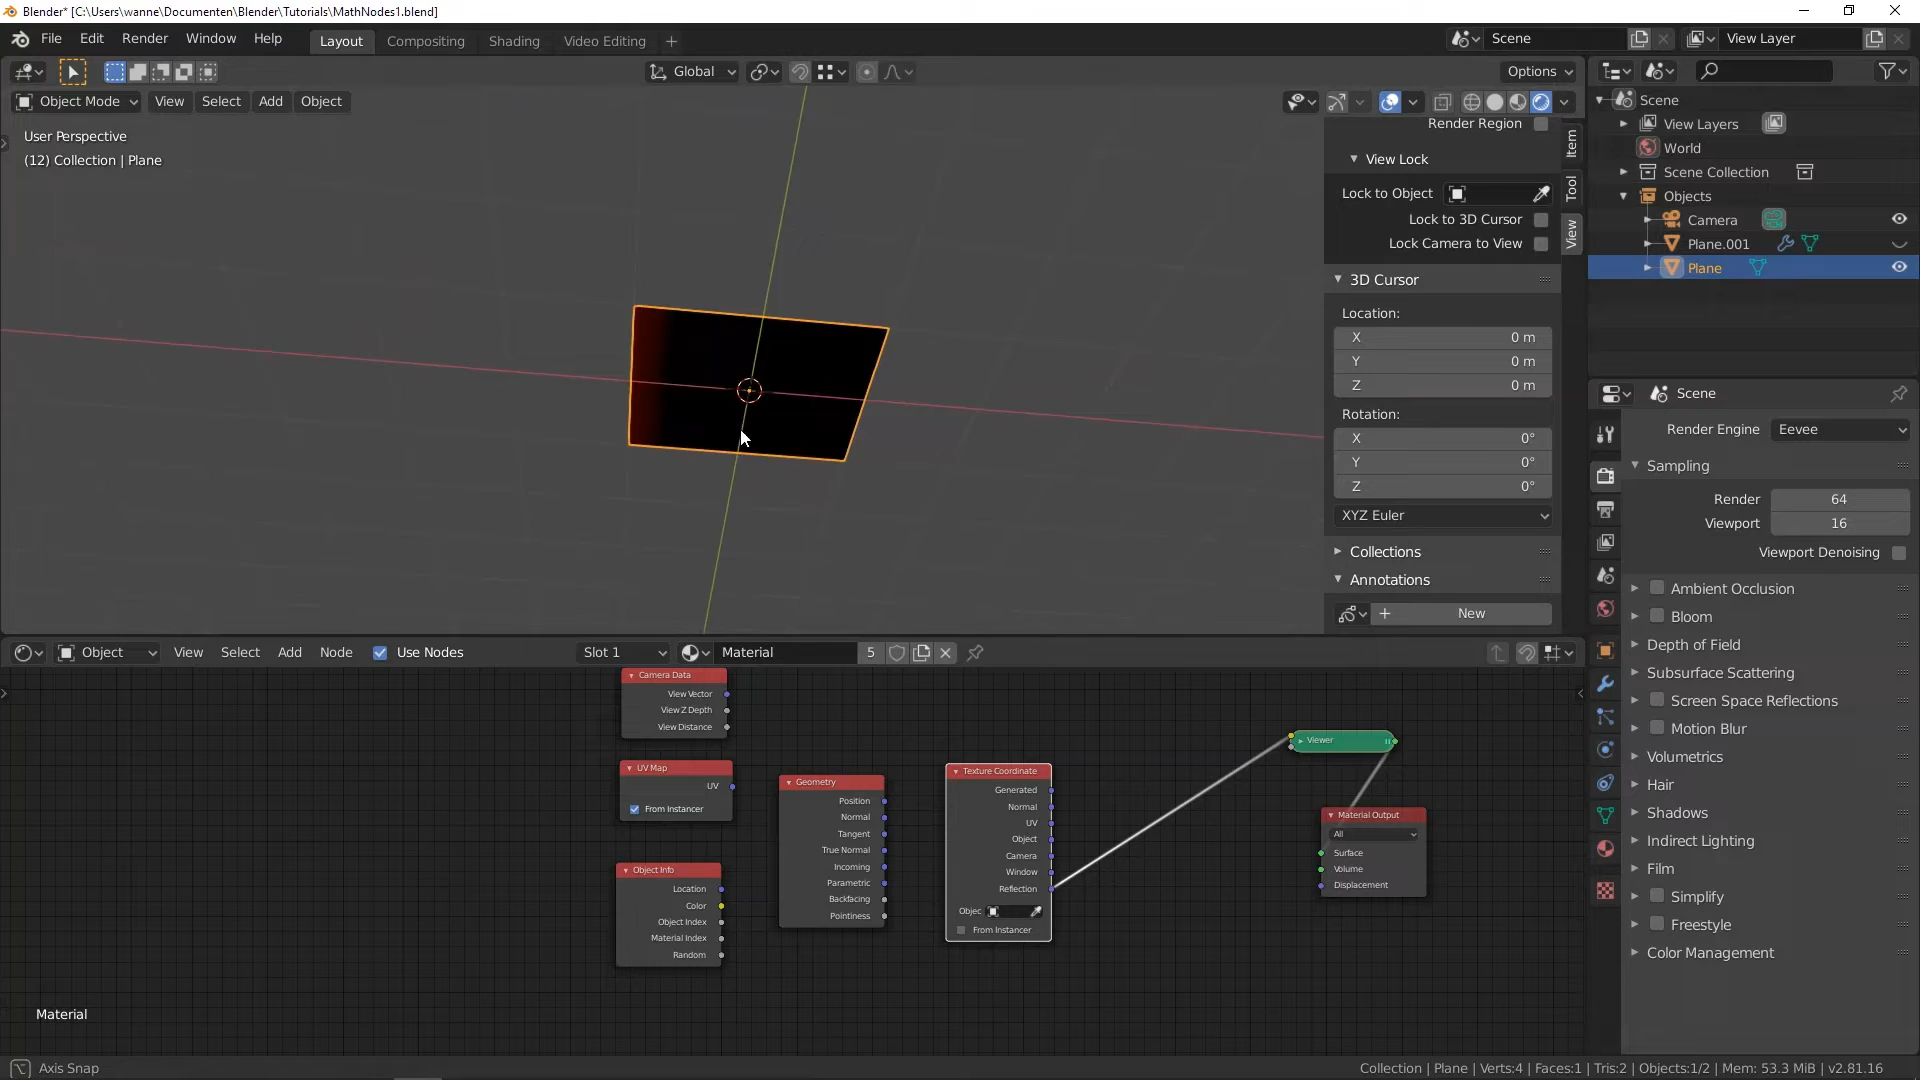 Blender* [C:\Users\wanne\Documenten\Blender\Tutorials\MathNodes1.blend]
File Edit Render Window Help Layout Compositing Shading Video Editing + Scene View Layer
Global Options
Object Mode View Select Add Object
User Perspective
(12) Collection | Plane
Render Region
View Lock
Lock to Object
Lock to 3D Cursor
Lock Camera to View
3D Cursor
Location:
X 0 m
Y 0 m
Z 0 m
Rotation:
X 0°
Y 0°
Z 0°
XYZ Euler
Collections
Annotations
+ New
Item
Tool
View
Scene
View Layers
World
Scene Collection
Objects
Camera
Plane.001
Plane
Scene
Render Engine Eevee
Sampling
Render 64
Viewport 16
Viewport Denoising
Ambient Occlusion
Bloom
Depth of Field
Subsurface Scattering
Screen Space Reflections
Motion Blur
Volumetrics
Hair
Shadows
Indirect Lighting
Film
Simplify
Freestyle
Color Management
Object View Select Add Node Use Nodes Slot 1 Material 5
Camera Data
View Vector
View Z Depth
View Distance
UV Map
UV
From Instancer
Object Info
Location
Color
Object Index
Material Index
Random
Geometry
Position
Normal
Tangent
True Normal
Incoming
Parametric
Backfacing
Pointiness
Texture Coordinate
Generated
Normal
UV
Object
Camera
Window
Reflection
Objec
From Instancer
Viewer
Material Output
All
Surface
Volume
Displacement
Material
Axis Snap
Collection | Plane | Verts:4 | Faces:1 | Tris:2 | Objects:1/2 | Mem: 53.3 MiB | v2.81.16